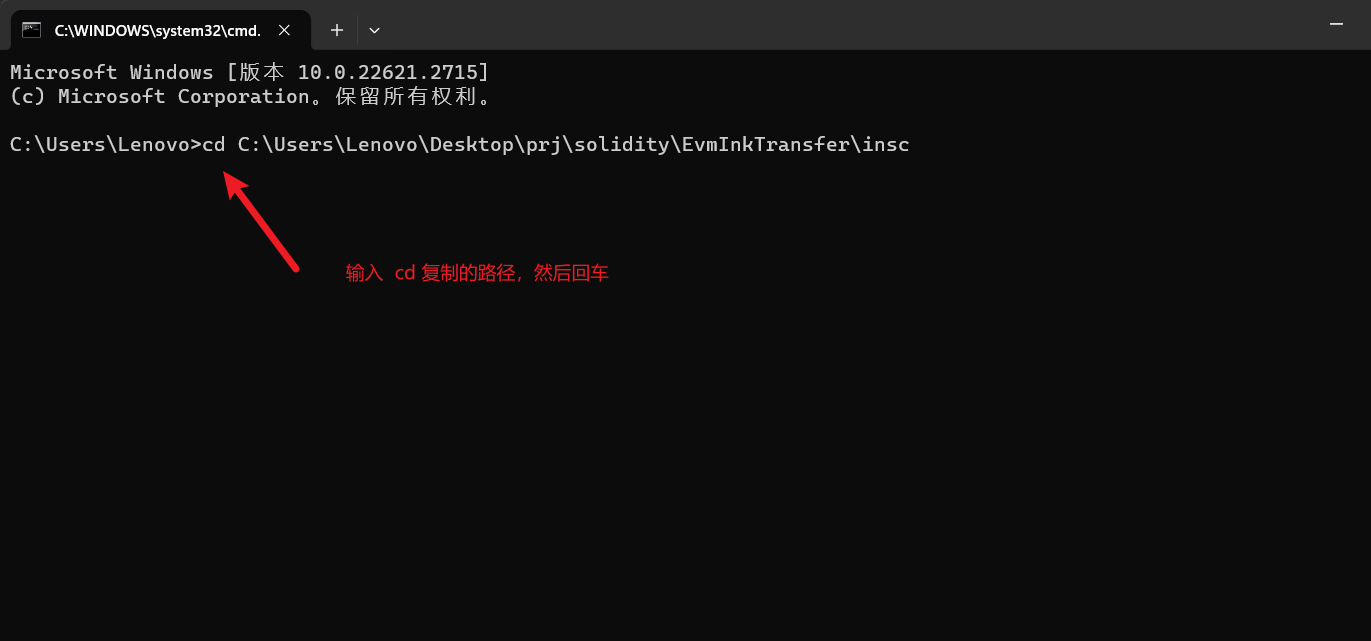 C:\WINDOWS\system32\cmd.
Microsoft Windows [版本 10.0.22621.2715]
(c) Microsoft Corporation。保留所有权利。
C:\Users\Lenovo>cd C:\Users\Lenovo\Desktop\prj\solidity\EvmInkTransfer\insc
输入 cd 复制的路径，然后回车